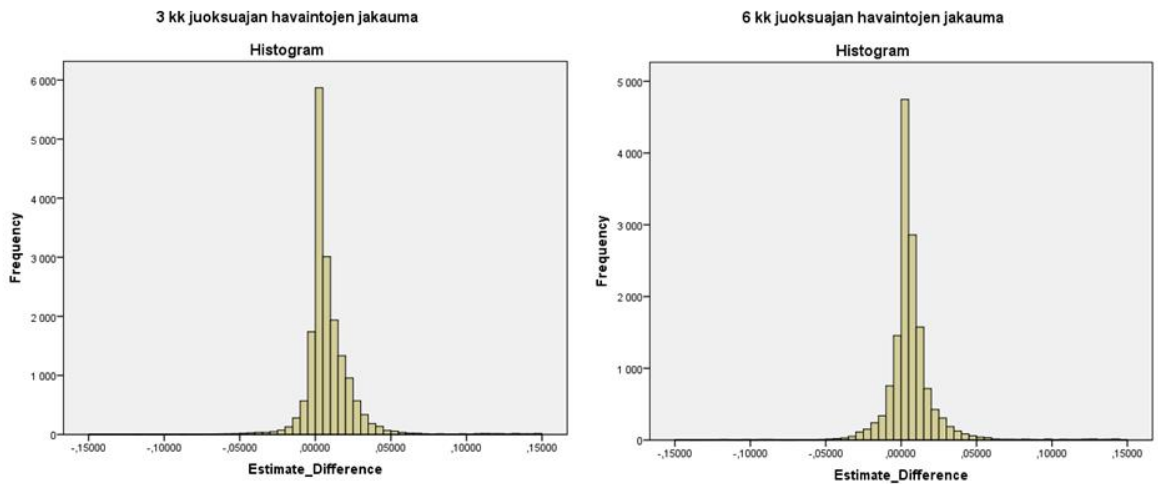 3 kk juoksuajan havaintojen jakauma
Histogram
6 000
5 000
4 000
3 000
2 000
1 000
0
Frequency
-,15000 -,10000 -,05000 ,00000 ,05000 ,10000 ,15000
Estimate_Difference
6 kk juoksuajan havaintojen jakauma
Histogram
5 000
4 000
3 000
2 000
1 000
0
Frequency
-,15000 -,10000 -,05000 ,00000 ,05000 ,10000 ,15000
Estimate_Difference